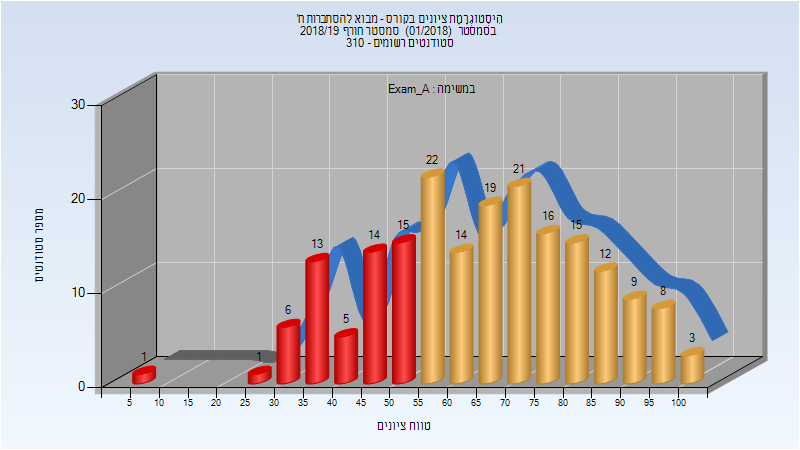 היסטוגרמת ציונים בקורס - מבוא להסתברות ח'
בסמסטר (01/2018) סמסטר חורף 2018/19
סטודנטים רשומים - 310
במשימה : Exam_A
מספר סטודנטים
30
20
10
0
1 1 6 13 5 14 15 22 14 19 21 16 15 12 9 8 3
5 10 15 20 25 30 35 40 45 50 55 60 65 70 75 80 85 90 95 100
טווח ציונים